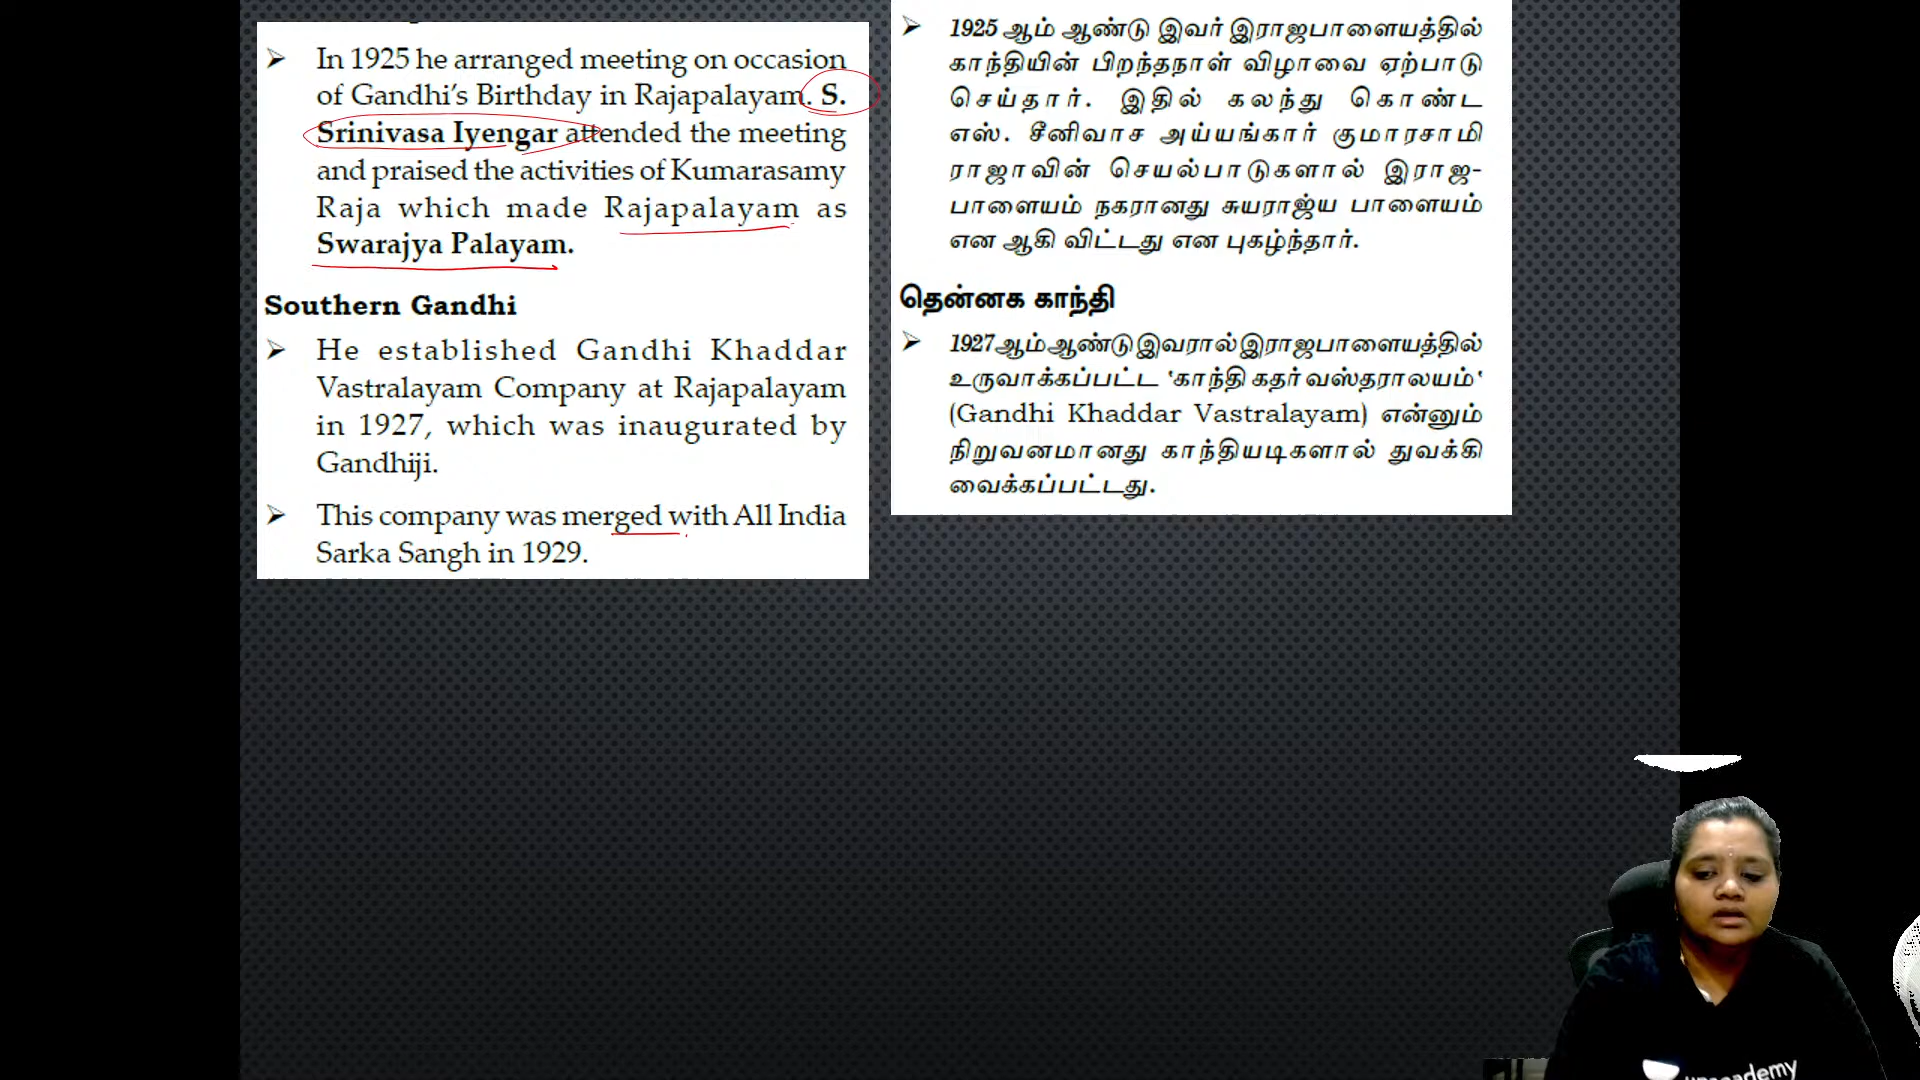 In 1925 he arranged meeting on occasion
of Gandhi's Birthday in Rajapalayam. S.
Srinivasa Iyengar attended the meeting
and praised the activities of Kumarasamy
Raja which made Rajapalayam as
Swarajya Palayam.
Southern Gandhi
He established Gandhi Khaddar
Vastralayam Company at Rajapalayam
in 1927, which was inaugurated by
Gandhiji.
This company was merged with All India
Sarka Sangh in 1929.
1925 ஆம் ஆண்டு இவர் இராஜபாளையத்தில்
காந்தியின் பிறந்தநாள் விழாவை ஏற்பாடு
செய்தார். இதில் கலந்து கொண்ட
எஸ். சீனிவாச அய்யங்கார் குமாரசாமி
ராஜாவின் செயல்பாடுகளால் இராஜ-
பாளையம் நகரானது சுயராஜ்ய பாளையம்
என ஆகி விட்டது என புகழ்ந்தார்.
தென்னக காந்தி
1927ஆம்ஆண்டுஇவரால்இராஜபாளையத்தில்
உருவாக்கப்பட்ட 'காந்தி கதர் வஸ்தராலயம்'
(Gandhi Khaddar Vastralayam) என்னும்
நிறுவனமானது காந்தியடிகளால் துவக்கி
வைக்கப்பட்டது.